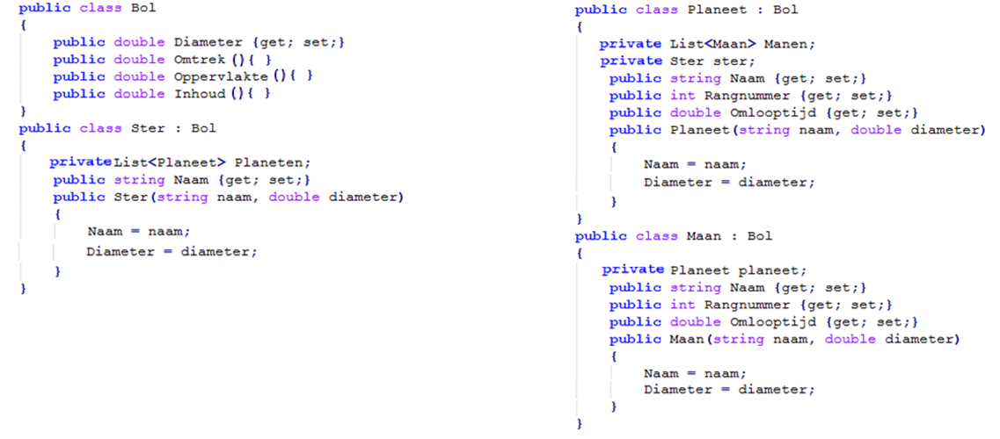 public class Bol
{
public double Diameter {get; set;}
public double Omtrek (){ }
public double Oppervlakte (){ }
public double Inhoud (){ }
}
public class Ster : Bol
{
private List<Planeet> Planeten;
public string Naam {get; set;}
public Ster(string naam, double diameter)
{
Naam = naam;
Diameter = diameter;
}
}
public class Planeet : Bol
{
private List<Maan> Manen;
private Ster ster;
public string Naam {get; set;}
public int Rangnummer {get; set;}
public double Omlooptijd {get; set;}
public Planeet(string naam, double diameter)
{
Naam = naam;
Diameter = diameter;
}
}
public class Maan : Bol
{
private Planeet planeet;
public string Naam {get; set;}
public int Rangnummer {get; set;}
public double Omlooptijd {get; set;}
public Maan(string naam, double diameter)
{
Naam = naam;
Diameter = diameter;
}
}